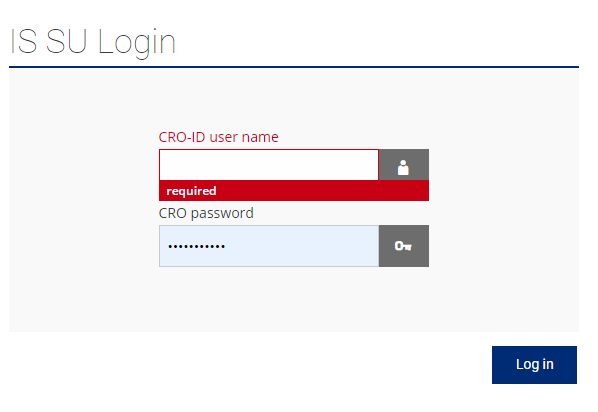 IS SU Login
CRO-ID user name
required
CRO password
•••••••••••
Log in